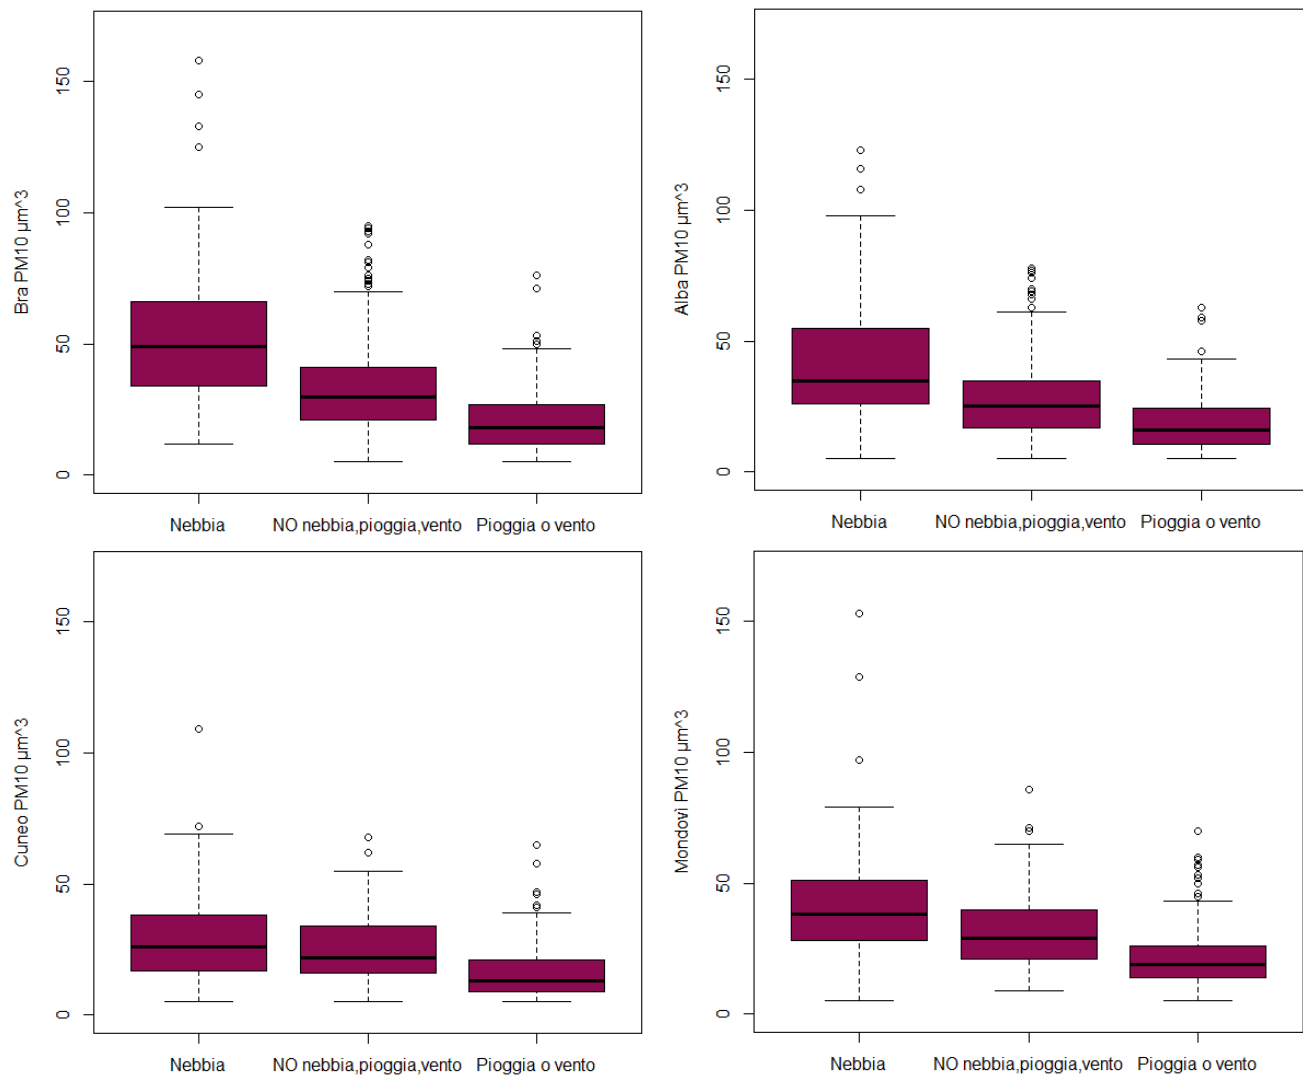 Bra PM10 µm^3
150
100
50
0
Nebbia
NO nebbia,pioggia,vento
Pioggia o vento
Alba PM10 µm^3
150
100
50
0
Nebbia
NO nebbia,pioggia,vento
Pioggia o vento
Cuneo PM10 µm^3
150
100
50
0
Nebbia
NO nebbia,pioggia,vento
Pioggia o vento
Mondovì PM10 µm^3
150
100
50
0
Nebbia
NO nebbia,pioggia,vento
Pioggia o vento